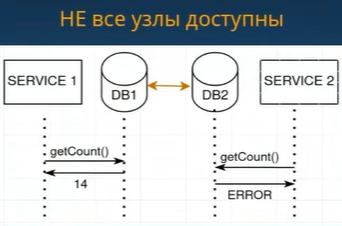 НЕ все узлы доступны
SERVICE 1
DB1
DB2
SERVICE 2
getCount()
14
getCount()
ERROR